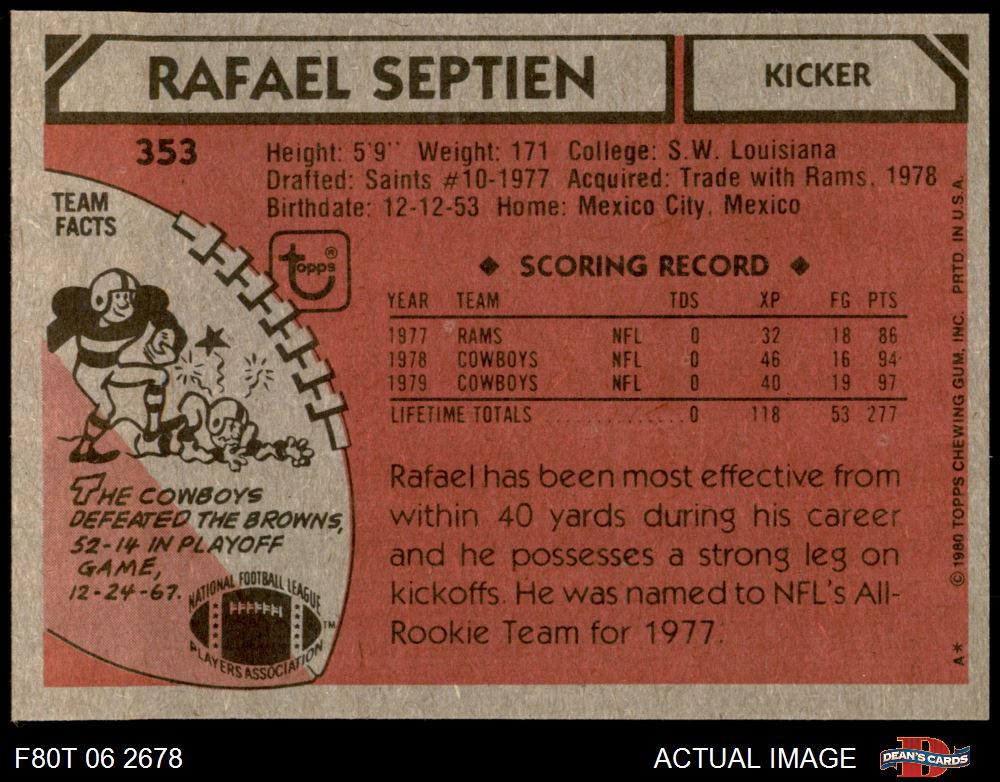 RAFAEL SEPTIEN
KICKER
353
Height: 5'9" Weight: 171 College: S.W. Louisiana
Drafted: Saints #10-1977 Acquired: Trade with Rams, 1978
Birthdate: 12-12-53 Home: Mexico City, Mexico
TEAM
FACTS
topps®
◆ SCORING RECORD ◆
YEAR TEAM TDS XP FG PTS
1977 RAMS NFL 0 32 18 86
1978 COWBOYS NFL 0 46 16 94
1979 COWBOYS NFL 0 40 19 97
LIFETIME TOTALS ............... 0 118 53 277
Rafael has been most effective from
within 40 yards during his career
and he possesses a strong leg on
kickoffs. He was named to NFL's All-
Rookie Team for 1977.
THE COWBOYS
DEFEATED THE BROWNS,
52-14 IN PLAYOFF
GAME,
12-24-67.
NATIONAL FOOTBALL LEAGUE
PLAYERS ASSOCIATION
TM
© 1980 TOPPS CHEWING GUM, INC. PRTD. IN U.S.A.
A*
F80T 06 2678
ACTUAL IMAGE
DEAN'S CARDS